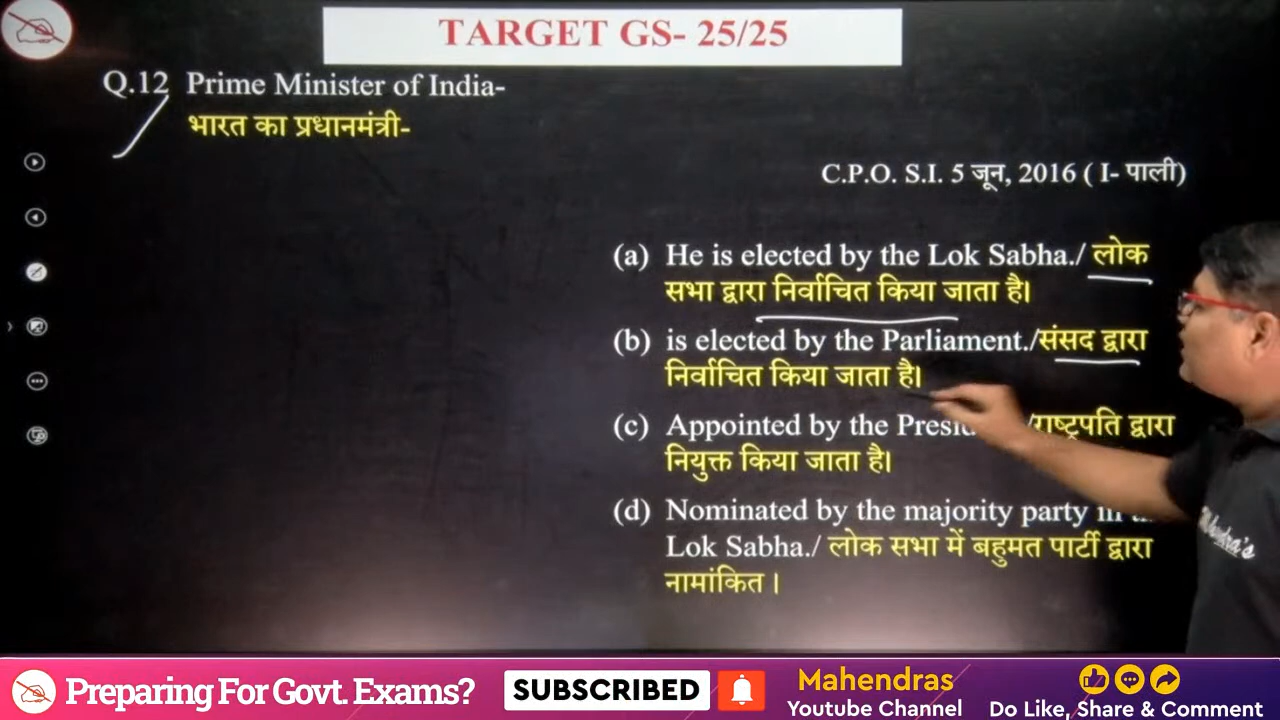 TARGET GS- 25/25
Q.12 Prime Minister of India-
भारत का प्रधानमंत्री-
C.P.O. S.I. 5 जून, 2016 ( I- पाली)
(a) He is elected by the Lok Sabha./ लोक
सभा द्वारा निर्वाचित किया जाता है।
(b) is elected by the Parliament./संसद द्वारा
निर्वाचित किया जाता है।
(c) Appointed by the /राष्ट्रपति द्वारा
नियुक्त किया जाता है।
(d) Nominated by the majority party in
Lok Sabha./ लोक सभा में बहुमत पार्टी द्वारा
नामांकित ।
Preparing For Govt. Exams?
SUBSCRIBED
Mahendras
Youtube Channel
Do Like, Share & Comment